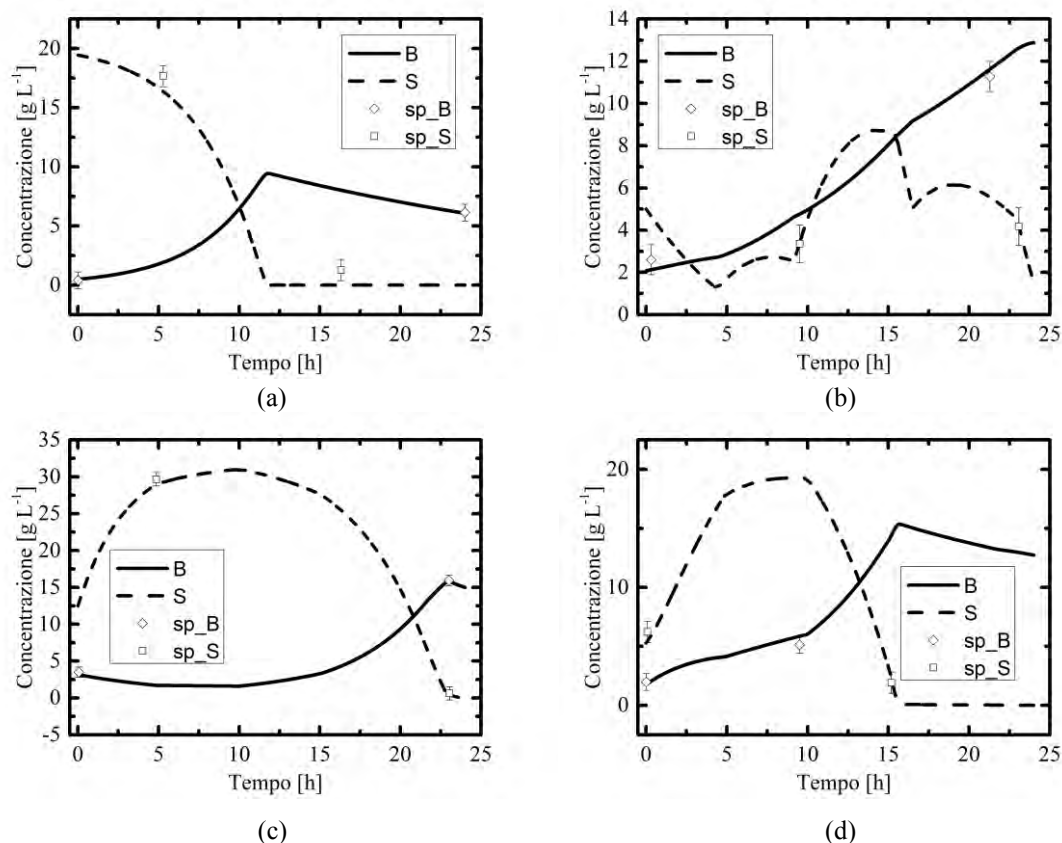 Concentrazione [g L⁻¹]
20
15
10
5
0
B
S
sp_B
sp_S
0 5 10 15 20 25
Tempo [h]
(a)
Concentrazione [g L⁻¹]
14
12
10
8
6
4
2
0
B
S
sp_B
sp_S
0 5 10 15 20 25
Tempo [h]
(b)
Concentrazione [g L⁻¹]
35
30
25
20
15
10
5
0
-5
B
S
sp_B
sp_S
0 5 10 15 20 25
Tempo [h]
(c)
Concentrazione [g L⁻¹]
20
10
0
B
S
sp_B
sp_S
0 5 10 15 20 25
Tempo [h]
(d)